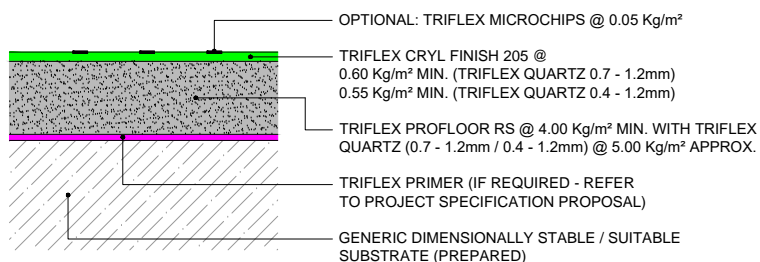 OPTIONAL: TRIFLEX MICROCHIPS @ 0.05 Kg/m²
TRIFLEX CRYL FINISH 205 @
0.60 Kg/m² MIN. (TRIFLEX QUARTZ 0.7 - 1.2mm)
0.55 Kg/m² MIN. (TRIFLEX QUARTZ 0.4 - 1.2mm)
TRIFLEX PROFLOOR RS @ 4.00 Kg/m² MIN. WITH TRIFLEX
QUARTZ (0.7 - 1.2mm / 0.4 - 1.2mm) @ 5.00 Kg/m² APPROX.
TRIFLEX PRIMER (IF REQUIRED - REFER
TO PROJECT SPECIFICATION PROPOSAL)
GENERIC DIMENSIONALLY STABLE / SUITABLE
SUBSTRATE (PREPARED)